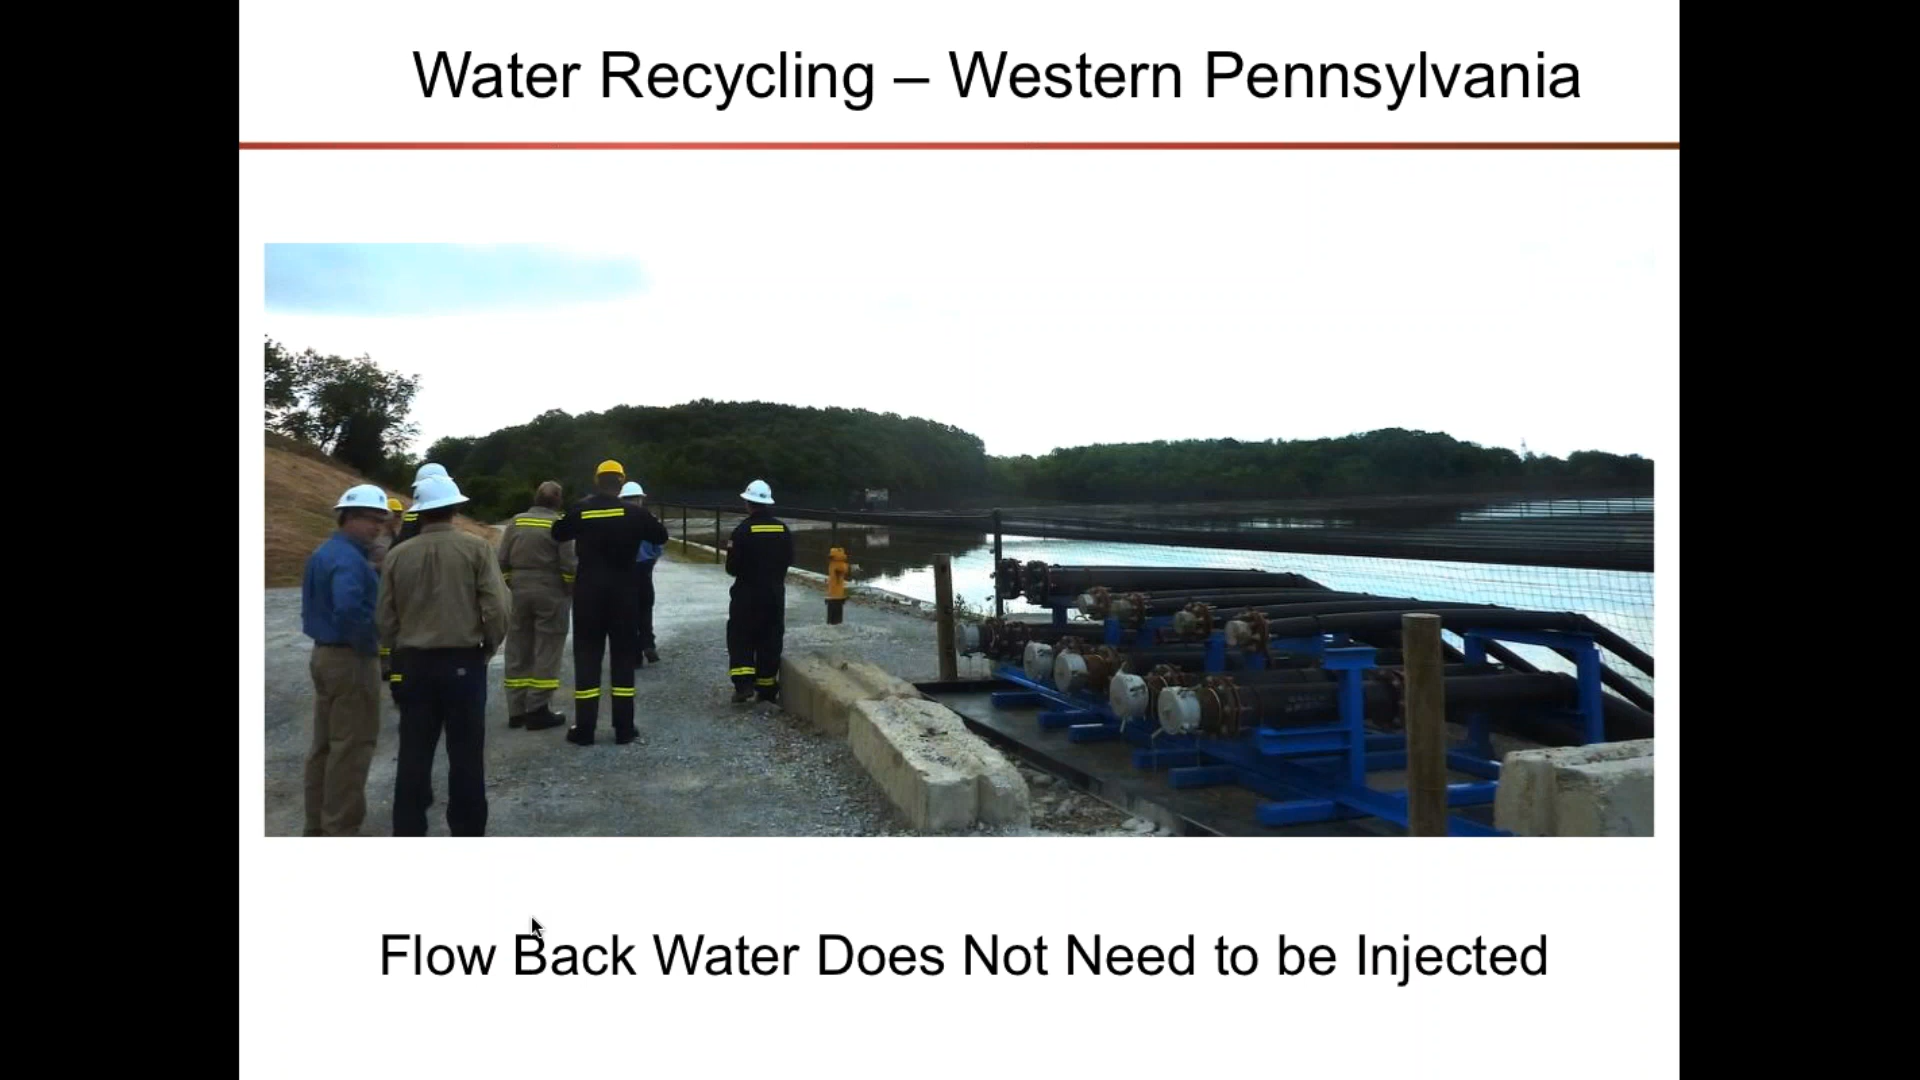 Water Recycling – Western Pennsylvania
Flow Back Water Does Not Need to be Injected